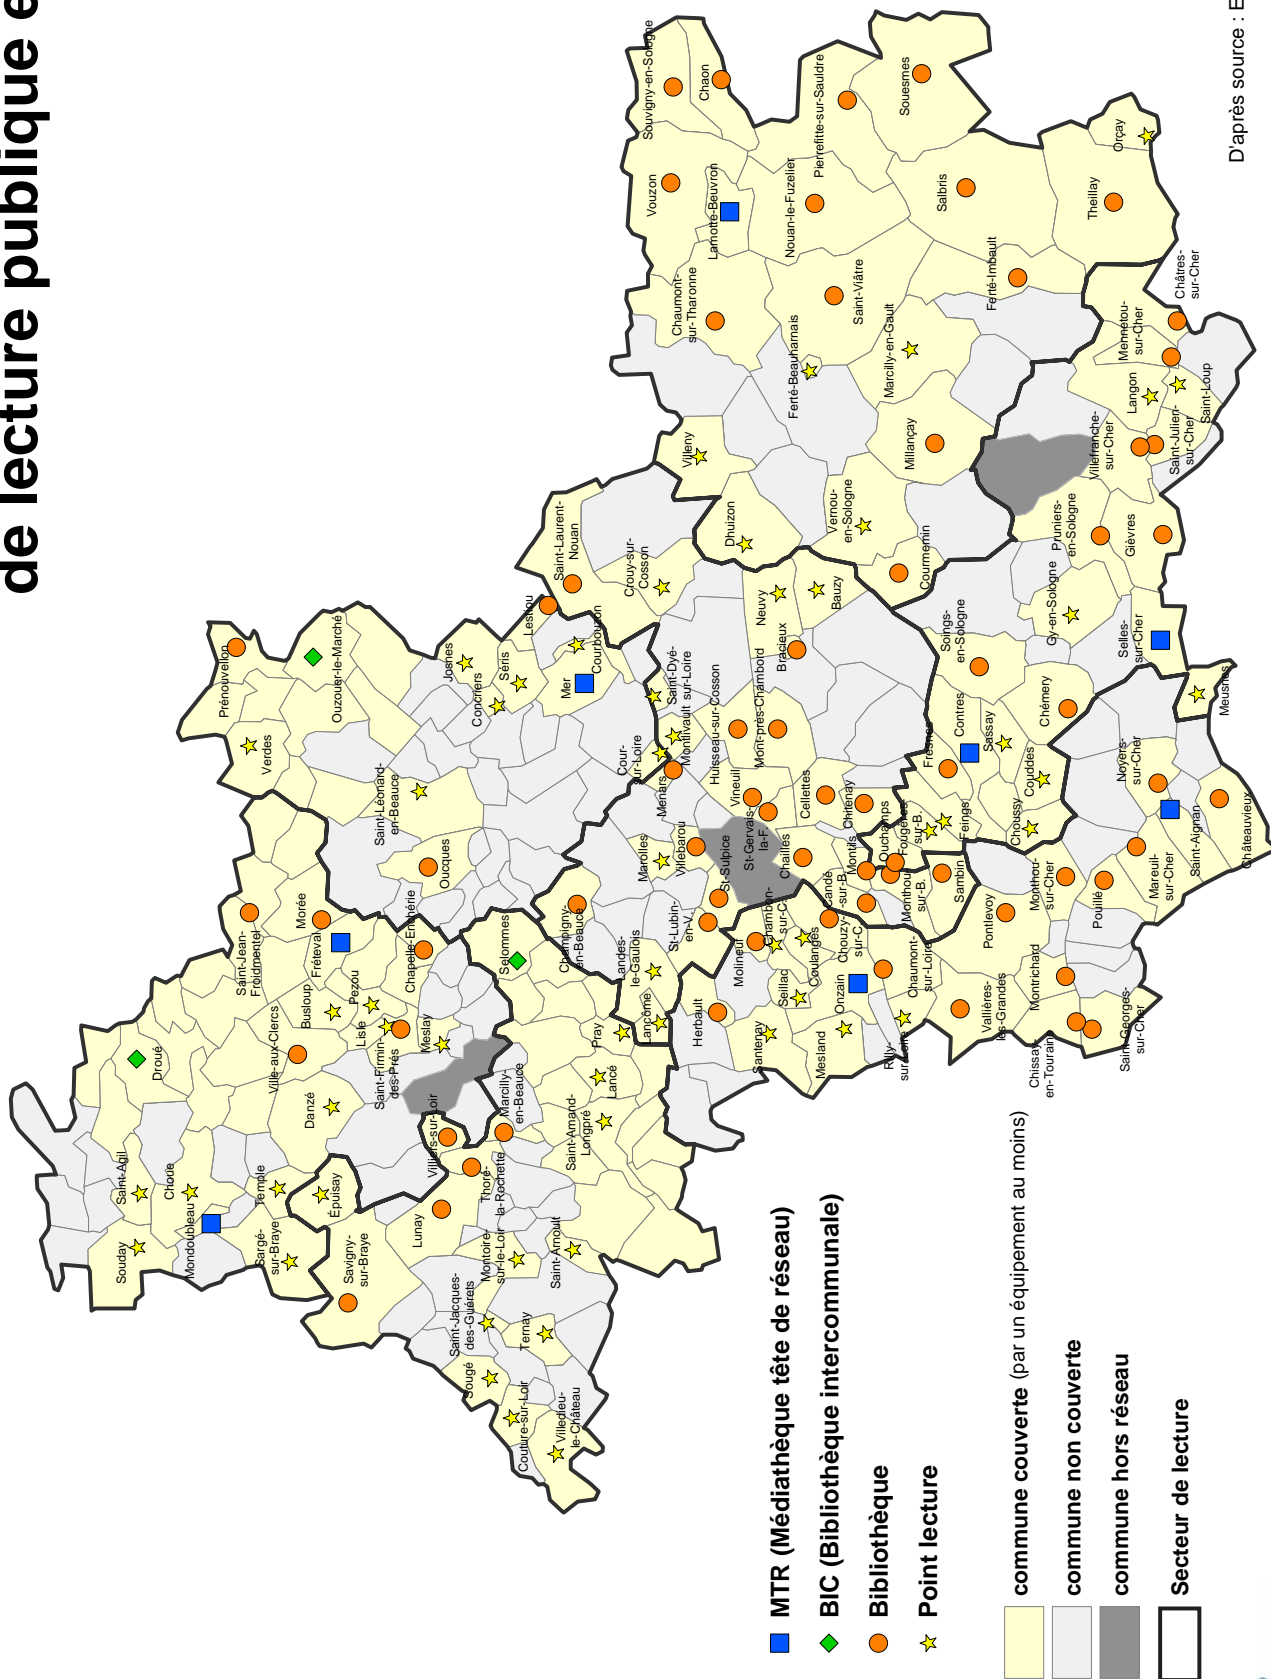 de lecture publique e
Souday
Saint-Agil
Droué
Choue
Mondoubleau
Temple
Sargé-
sur-Braye
Épuisay
Savigny-
sur-Braye
Danzé
Ville-aux-Clercs
Busloup
Pezou
Lisle
Saint-Firmin-
des-Prés
Meslay
Fréteval
Morée
Saint-Jean-
Froidmentel
Chapelle-Enchérie
Lunay
Villiers-sur-Loir
Thoré-
la-Rochette
Marcilly-
en-Beauce
Montoire-
sur-le-Loir
Saint-Arnoult
Saint-Jacques-
des-Guérets
Ternay
Sougé
Couture-sur-Loir
Villedieu-
le-Château
Saint-Amand-
Longpré
Lancé
Pray
Selommes
Prénouvellon
Verdes
Ouzouer-le-Marché
Saint-Léonard-
en-Beauce
Oucques
Josnes
Concriers
Séris
Mer
Courbouzon
Lestiou
Saint-Laurent-
Nouan
Crouy-sur-
Cosson
Cour-
sur-Loire
Menars
Montlivault
Saint-Dyé-
sur-Loire
Champigny-
en-Beauce
Landes-
le-Gaulois
Lancôme
Marolles
Villebarou
St-Sulpice
St-Lubin-
en-V.
St-Gervais-
la-F.
Vineuil
Huisseau-sur-Cosson
Mont-près-Chambord
Bracieux
Neuvy
Bauzy
Cellettes
Chailles
Chitenay
Candé
-sur-B.
Montils
Monthou-
sur-B.
Ouchamps
Fougères
-sur-B.
Feings
Sambin
Fresnes
Contres
Sassay
Choussy
Couddes
Chémery
Soings-
en-Sologne
Herbault
Molineuf
Chambon-
sur-C.
Coulanges
Chouzy-
sur-C.
Seillac
Santenay
Mesland
Onzain
Rilly-
sur-Loire
Chaumont-
sur-Loire
Vallières-
les-Grandes
Pontlevoy
Monthou-
sur-Cher
Montrichard
Chissay-
en-Touraine
Saint-Georges-
sur-Cher
Pouillé
Mareuil-
sur-Cher
Saint-Aignan
Noyers-
sur-Cher
Châteauvieux
Meusnes
Selles-
sur-Cher
Gy-en-Sologne
Pruniers-
en-Sologne
Gièvres
Villefranche-
sur-Cher
Saint-Julien-
sur-Cher
Langon
Saint-Loup
Mennetou-
sur-Cher
Châtres-
sur-Cher
Villeny
Dhuizon
Vernou-
en-Sologne
Courmemin
Millançay
Marcilly-en-Gault
Ferté-Beauharnais
Saint-Viâtre
Chaumont-
sur-Tharonne
Lamotte-Beuvron
Vouzon
Souvigny-en-Sologne
Chaon
Nouan-le-Fuzelier
Pierrefitte-sur-Sauldre
Souesmes
Salbris
Ferté-Imbault
Theillay
Orçay
MTR (Médiathèque tête de réseau)
BIC (Bibliothèque intercommunale)
Bibliothèque
Point lecture
commune couverte (par un équipement au moins)
commune non couverte
commune hors réseau
Secteur de lecture
D'après source : E